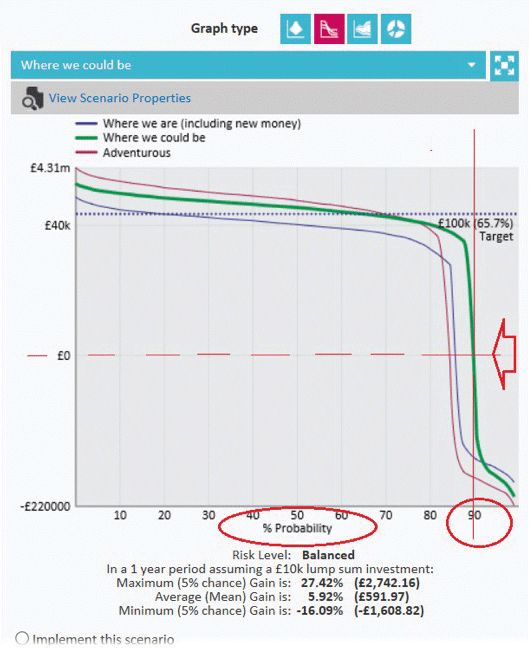 Graph type
Where we could be
View Scenario Properties
Where we are (including new money)
Where we could be
Adventurous
£4.31m
£40k
£100k (65.7%)
Target
£0
-£220000
10 20 30 40 50 60 70 80 90
% Probability
Risk Level: Balanced
In a 1 year period assuming a £10k lump sum investment:
Maximum (5% chance) Gain is: 27.42% (£2,742.16)
Average (Mean) Gain is: 5.92% (£591.97)
Minimum (5% chance) Gain is: -16.09% (-£1,608.82)
Implement this scenario